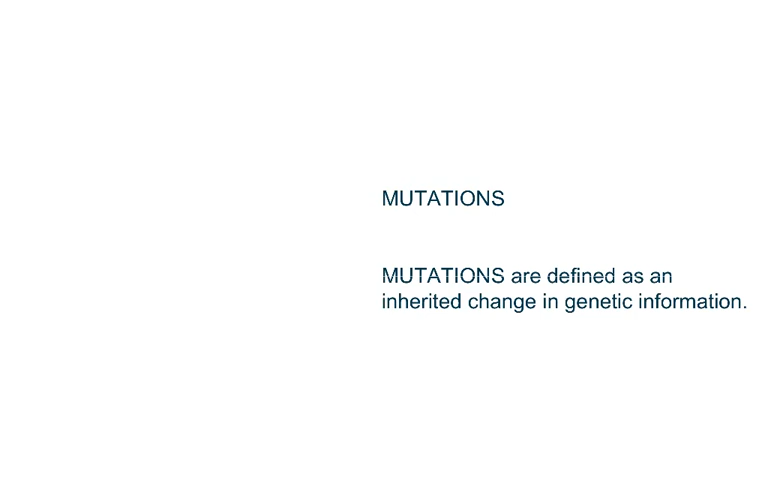 MUTATIONS
MUTATIONS are defined as an
inherited change in genetic information.